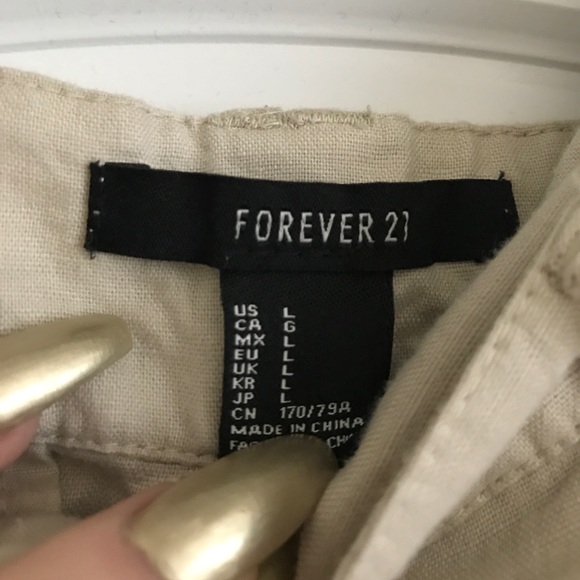 FOREVER 21
US L
CA G
MX L
EU L
UK L
KR L
JP L
CN 170/79A
MADE IN CHINA